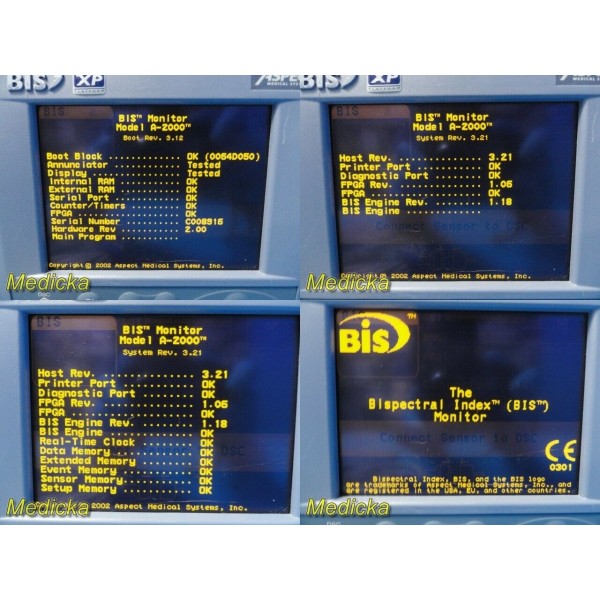 BIS XP
BIS
BIS™ Monitor
Model A-2000™
Boot Rev. 3.12
Boot Block ............ OK (0054D050)
Annunciator ........... Tested
Display ............... Tested
Internal RAM .......... OK
External RAM .......... OK
Serial Port ........... OK
Counter/Timers ........ OK
FPGA .................. OK
Serial Number ......... C008915
Hardware Rev .......... 2.00
Main Program ..........
Copyright © 2002 Aspect Medical Systems, Inc.
Medicka
BIS XP
BIS
BIS™ Monitor
Model A-2000™
System Rev. 3.21
Host Rev. ............. 3.21
Printer Port .......... OK
Diagnostic Port ....... OK
FPGA Rev. ............. 1.05
BIS Engine Rev. ....... 1.18
BIS Engine ............
Connect Sensor to DSC
Copyright © 2002 Aspect Medical Systems, Inc.
Medicka
BIS
BIS™ Monitor
Model A-2000™
System Rev. 3.21
Host Rev. ............. 3.21
Printer Port .......... OK
Diagnostic Port ....... OK
FPGA Rev. ............. 1.05
FPGA .................. OK
BIS Engine Rev. ....... 1.18
BIS Engine ............ OK
Real-Time Clock ....... OK
Data Memory ........... OK
Extended Memory ....... OK
Event Memory .......... OK
Sensor Memory ......... OK
Setup Memory .......... OK
© 2002 Aspect Medical Systems, Inc.
Medicka
BIS
BIS™
The
Bispectral Index™ (BIS™)
Monitor
Connect Sensor to DSC
CE
0301
Bispectral Index, BIS, and the BIS logo
are trademarks of Aspect Medical Systems, Inc., and
are registered in the USA, EU, and other countries.
Medicka